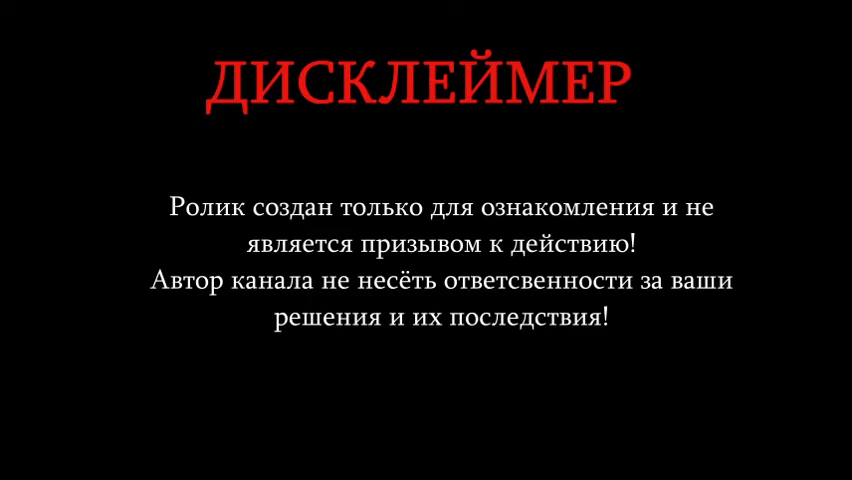 ДИСКЛЕЙМЕР
Ролик создан только для ознакомления и не
является призывом к действию!
Автор канала не несёть ответсвенности за ваши
решения и их последствия!